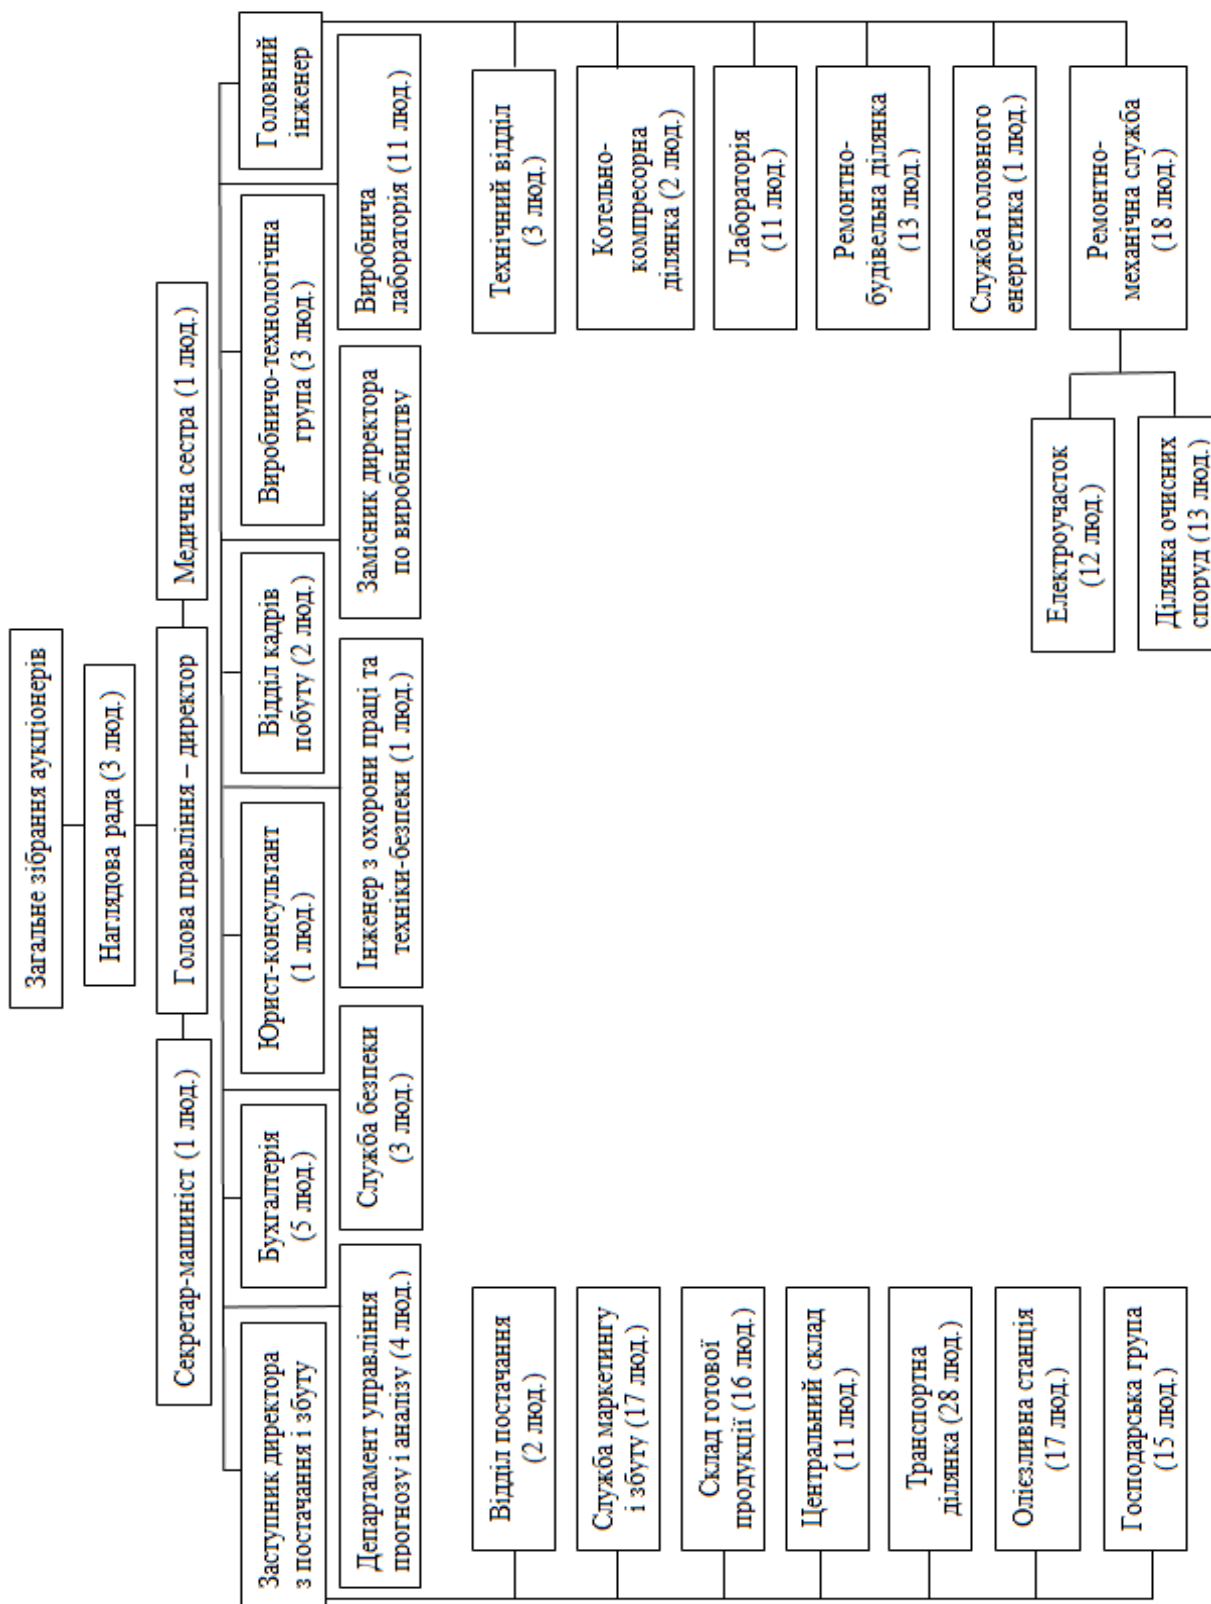 Загальне зібрання аукціонерів
Наглядова рада (3 люд.)
Секретар-машиніст (1 люд.)
Голова правління – директор
Медична сестра (1 люд.)
Заступник директора
з постачання і збуту
Бухгалтерія
(5 люд.)
Юрист-консультант
(1 люд.)
Відділ кадрів
побуту (2 люд.)
Виробничо-технологічна
група (3 люд.)
Головний
інженер
Департамент управління
прогнозу і аналізу (4 люд.)
Служба безпеки
(3 люд.)
Інженер з охорони праці та
техніки-безпеки (1 люд.)
Замісник директора
по виробництву
Виробнича
лабораторія (11 люд.)
Відділ постачання
(2 люд.)
Служба маркетингу
і збуту (17 люд.)
Склад готової
продукції (16 люд.)
Центральний склад
(11 люд.)
Транспортна
ділянка (28 люд.)
Олієзливна станція
(17 люд.)
Господарська група
(15 люд.)
Технічний відділ
(3 люд.)
Котельно-
компресорна
ділянка (2 люд.)
Лабораторія
(11 люд.)
Ремонтно-
будівельна ділянка
(13 люд.)
Служба головного
енергетика (1 люд.)
Ремонтно-
механічна служба
(18 люд.)
Електроучасток
(12 люд.)
Ділянка очисних
споруд (13 люд.)